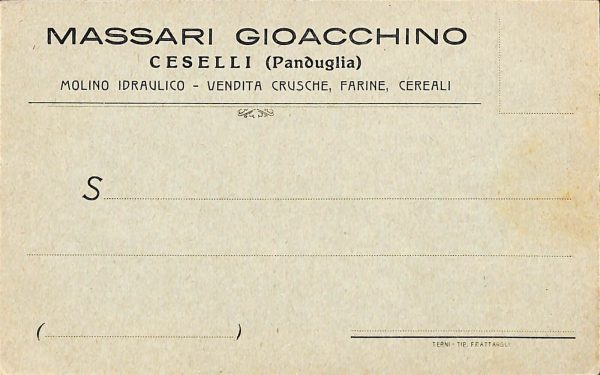 MASSARI GIOACCHINO
CESELLI (Panduglia)
MOLINO IDRAULICO - VENDITA CRUSCHE, FARINE, CEREALI
S
( )
TERNI - TIP. FRATTAROLI